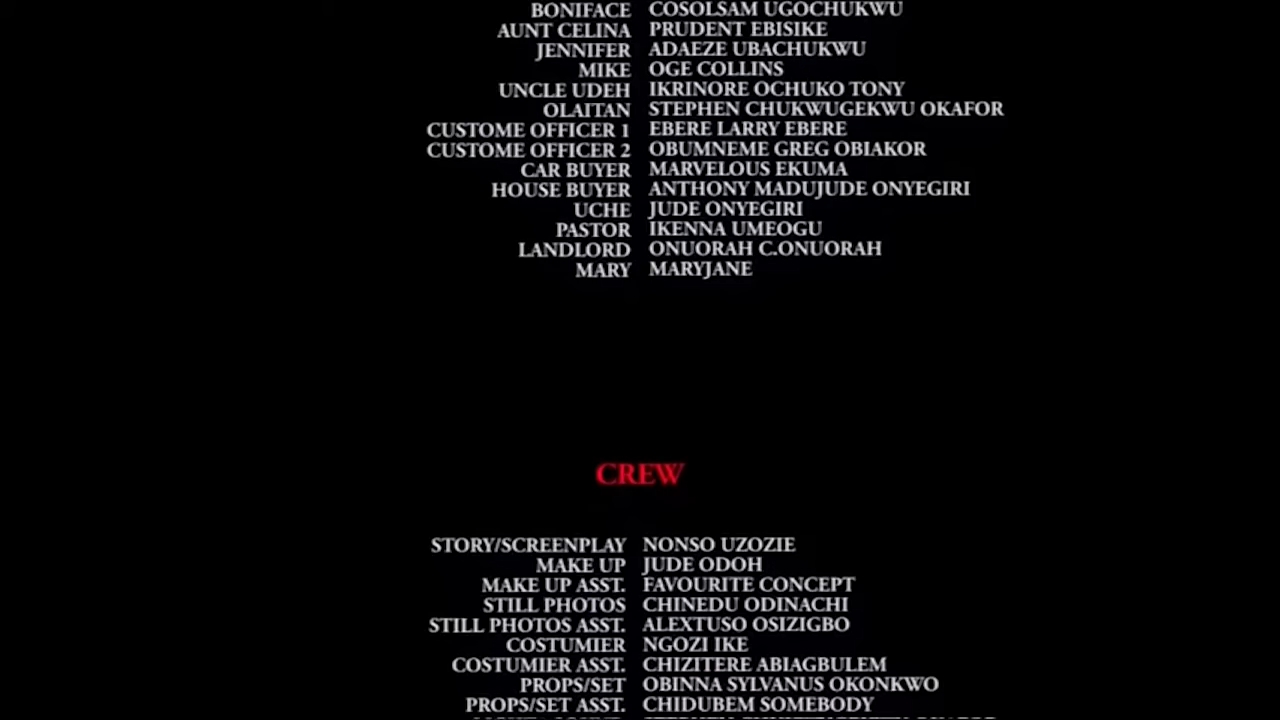 BONIFACE COSOLSAM UGOCHUKWU
AUNT CELINA PRUDENT EBISIKE
JENNIFER ADAEZE UBACHUKWU
MIKE OGE COLLINS
UNCLE UDEH IKRINORE OCHUKO TONY
OLAITAN STEPHEN CHUKWUGEKWU OKAFOR
CUSTOME OFFICER 1 EBERE LARRY EBERE
CUSTOME OFFICER 2 OBUMNEME GREG OBIAKOR
CAR BUYER MARVELOUS EKUMA
HOUSE BUYER ANTHONY MADUJUDE ONYEGIRI
UCHE JUDE ONYEGIRI
PASTOR IKENNA UMEOGU
LANDLORD ONUORAH C.ONUORAH
MARY MARYJANE
CREW
STORY/SCREENPLAY NONSO UZOZIE
MAKE UP JUDE ODOH
MAKE UP ASST. FAVOURITE CONCEPT
STILL PHOTOS CHINEDU ODINACHI
STILL PHOTOS ASST. ALEXTUSO OSIZIGBO
COSTUMIER NGOZI IKE
COSTUMIER ASST. CHIZITERE ABIAGBULEM
PROPS/SET OBINNA SYLVANUS OKONKWO
PROPS/SET ASST. CHIDUBEM SOMEBODY